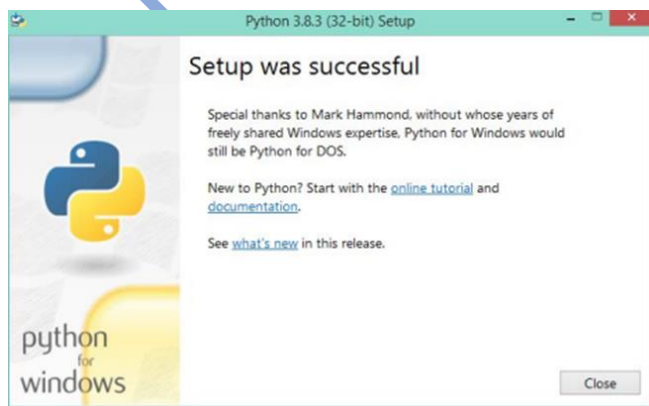 Python 3.8.3 (32-bit) Setup
Setup was successful
Special thanks to Mark Hammond, without whose years of
freely shared Windows expertise, Python for Windows would
still be Python for DOS.
New to Python? Start with the online tutorial and
documentation.
See what's new in this release.
python
for
windows
Close